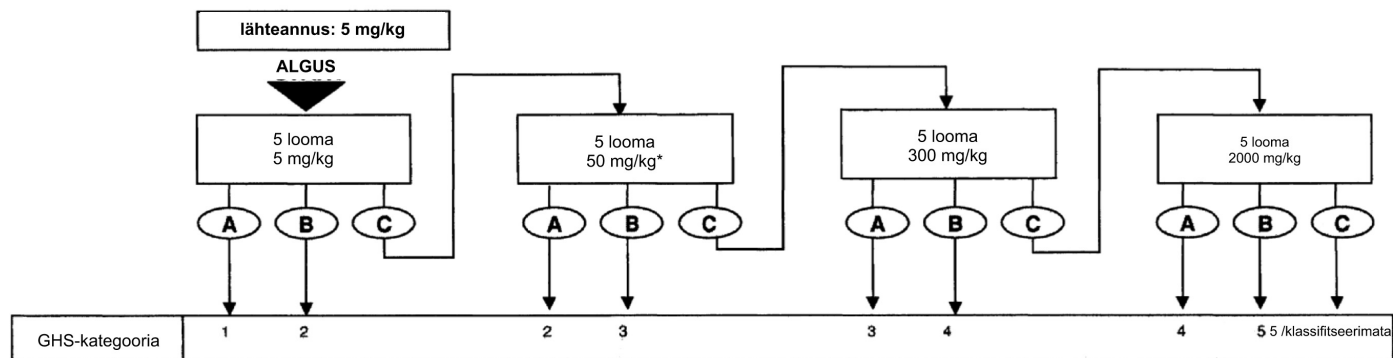 lähteannus: 5 mg/kg
ALGUS
5 looma
5 mg/kg
5 looma
50 mg/kg*
5 looma
300 mg/kg
5 looma
2000 mg/kg
A B C A B C A B C A B C
GHS-kategooria 1 2 2 3 3 4 4 5 5 /klassifitseerimata